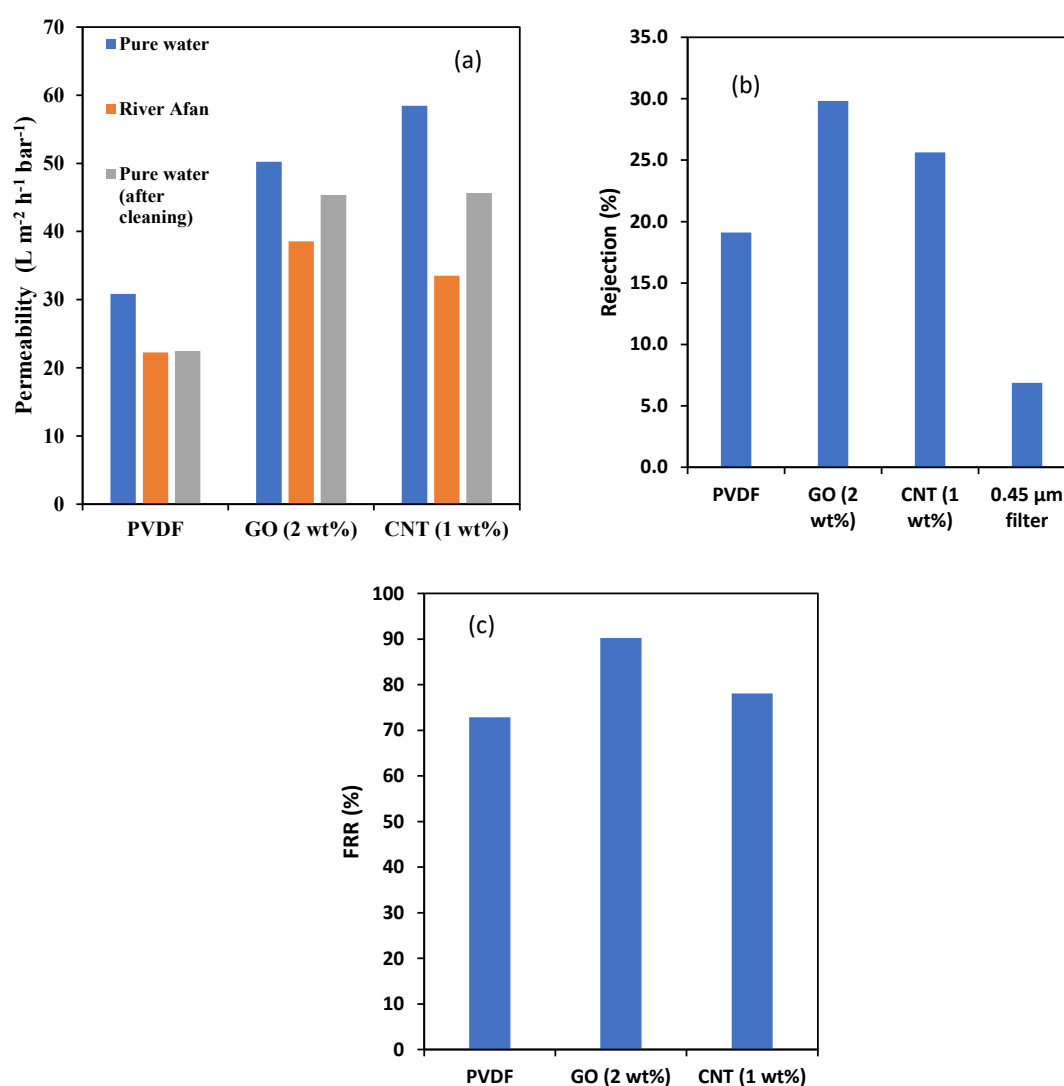 70
60
50
40
30
20
10
0
Permeability (L m⁻² h⁻¹ bar⁻¹)
Pure water
River Afan
Pure water
(after
cleaning)
(a)
PVDF
GO (2 wt%)
CNT (1 wt%)
35.0
30.0
25.0
20.0
15.0
10.0
5.0
0.0
Rejection (%)
(b)
PVDF
GO (2
wt%)
CNT (1
wt%)
0.45 µm
filter
100
90
80
70
60
50
40
30
20
10
0
FRR (%)
(c)
PVDF
GO (2 wt%)
CNT (1 wt%)